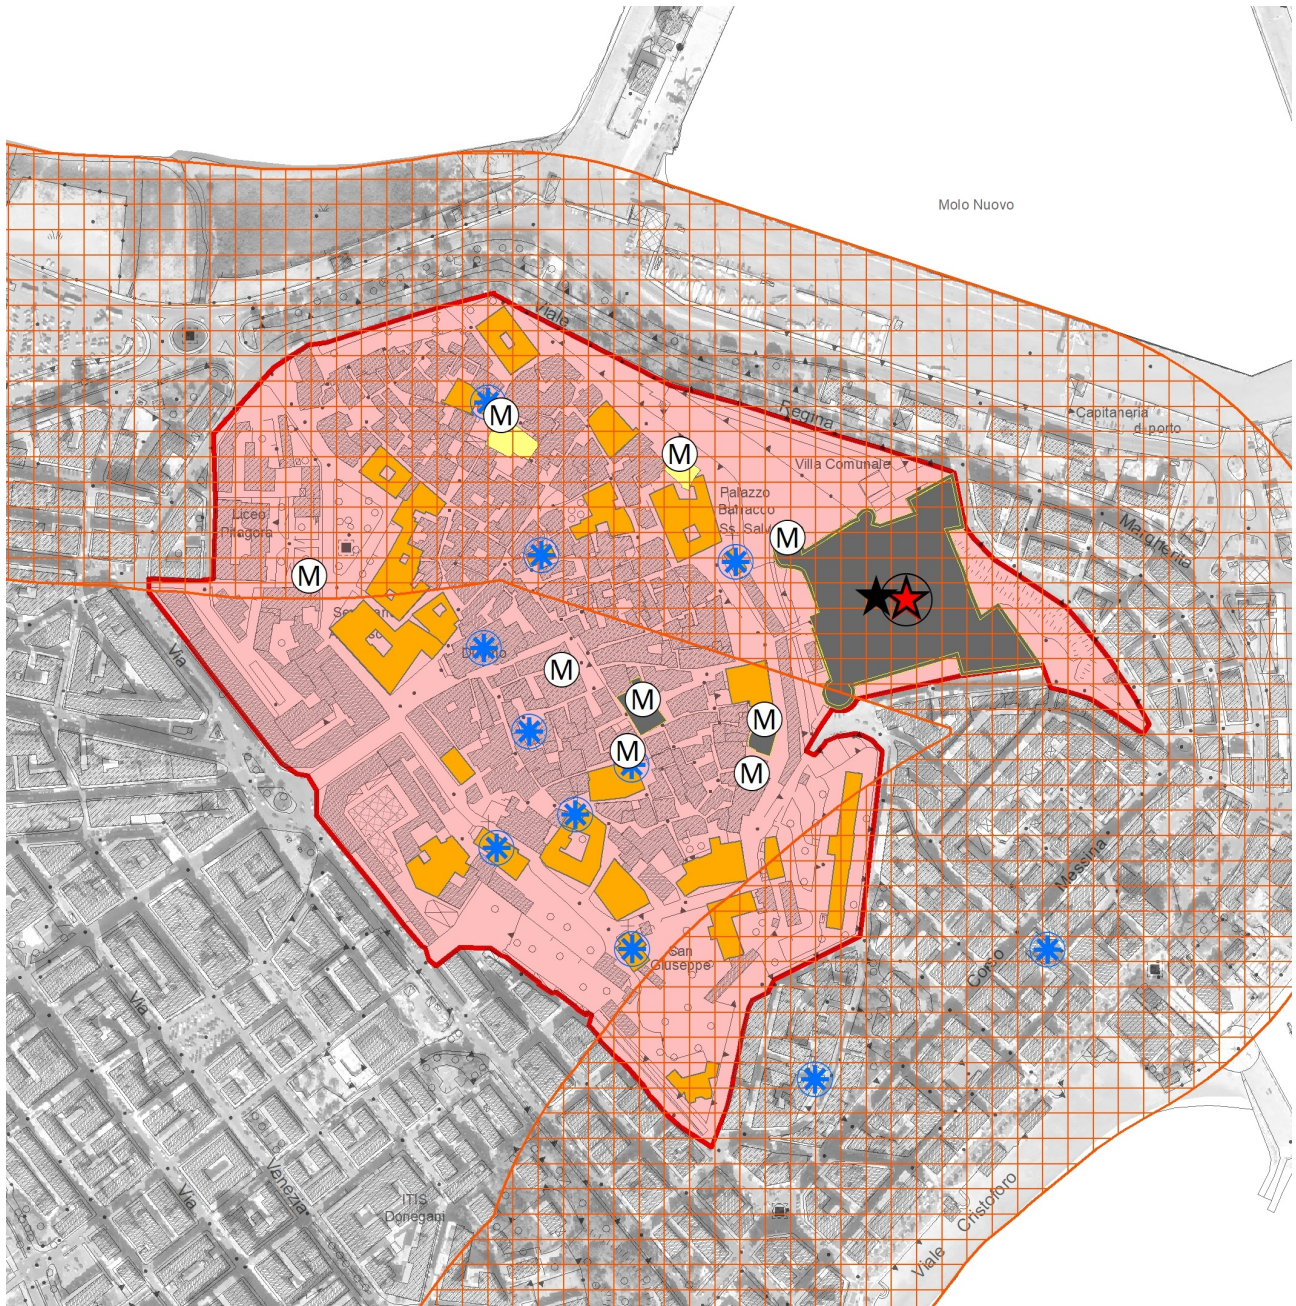 Molo Nuovo
Viale
Regina
Capitaneria
d porto
Villa Comunale
M
M
Palazzo
Barracco
Ss. Salv
Liceo
Pitagora
M
Margherita
M
Via
M
M
M
M
M
Messina
Corso
San
Giuseppe
Via
Venezia
Via
ITIS
Donegani
Cristoforo
Viale